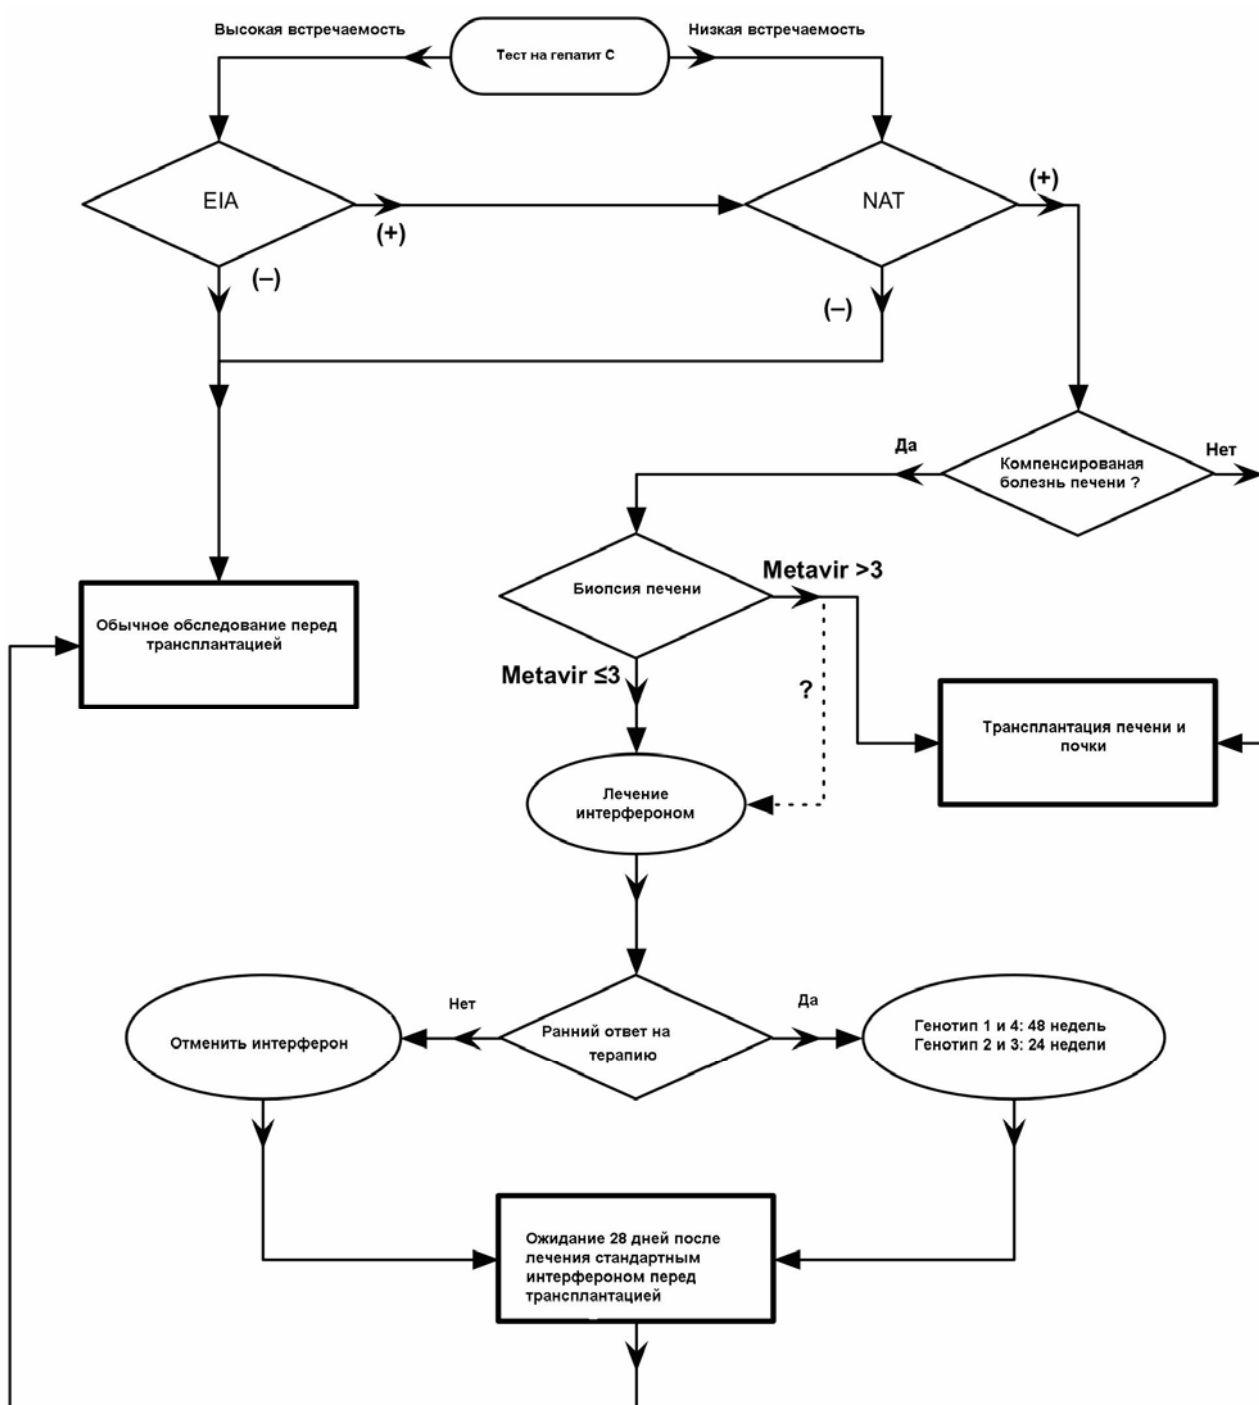 Высокая встречаемость
Тест на гепатит С
Низкая встречаемость
EIA
(+)
(–)
NAT
(+)
(–)
Да
Компенсированая
болезнь печени ?
Нет
Биопсия печени
Metavir >3
Обычное обследование перед
трансплантацией
Metavir ≤3
?
Трансплантация печени и
почки
Лечение
интерфероном
Нет
Ранний ответ на
терапию
Да
Отменить интерферон
Генотип 1 и 4: 48 недель
Генотип 2 и 3: 24 недели
Ожидание 28 дней после
лечения стандартным
интерфероном перед
трансплантацией